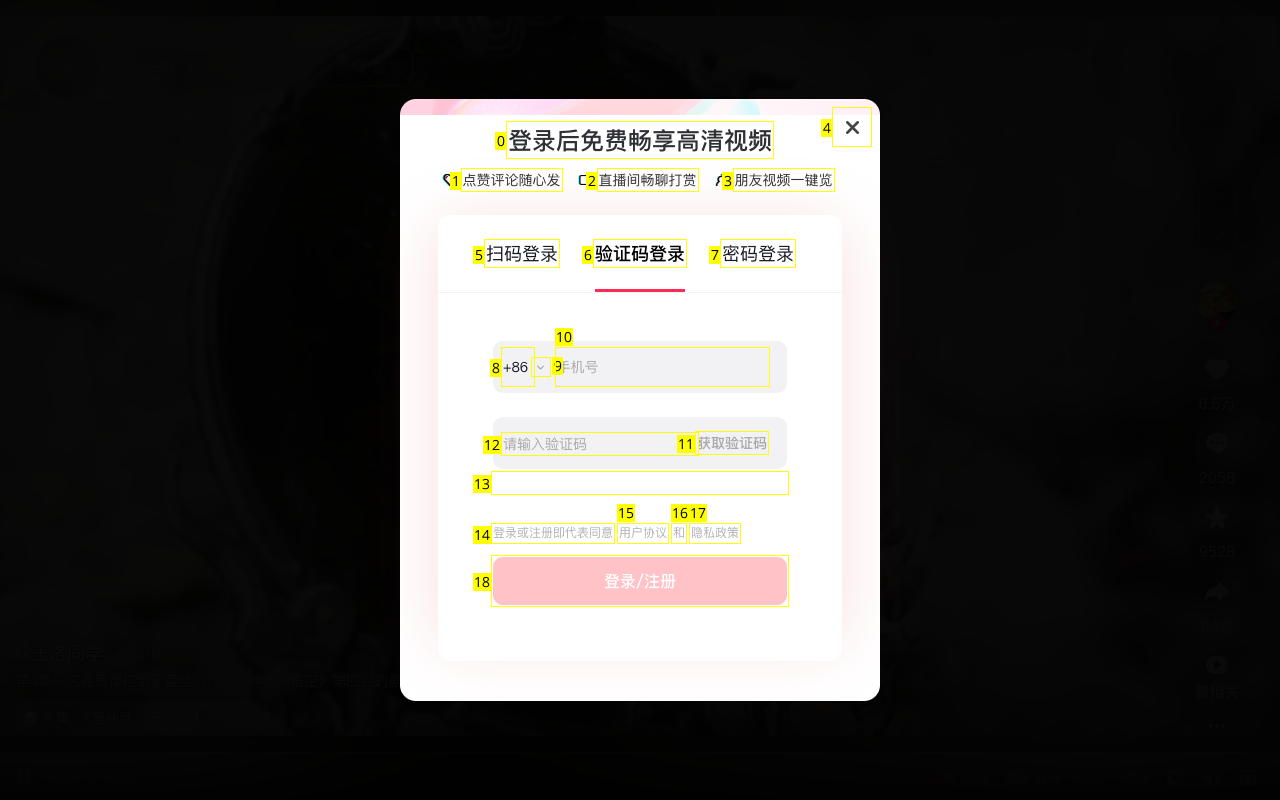 登录后免费畅享高清视频
点赞评论随心发 直播间畅聊打赏 朋友视频一键览
扫码登录 验证码登录 密码登录
+86 手机号
请输入验证码 获取验证码
登录或注册即代表同意 用户协议 和 隐私政策
登录/注册
0
1
2
3
4
5
6
7
8
9
10
11
12
13
14
15
16
17
18
6.6万
2058
9528